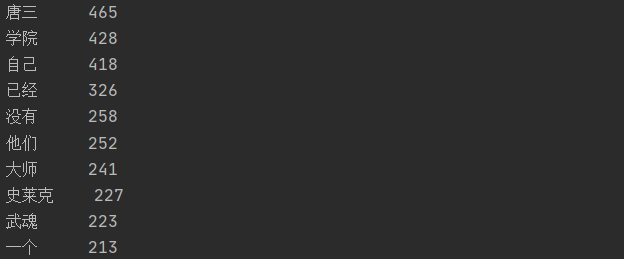 唐三 465
学院 428
自己 418
已经 326
没有 258
他们 252
大师 241
史莱克 227
武魂 223
一个 213